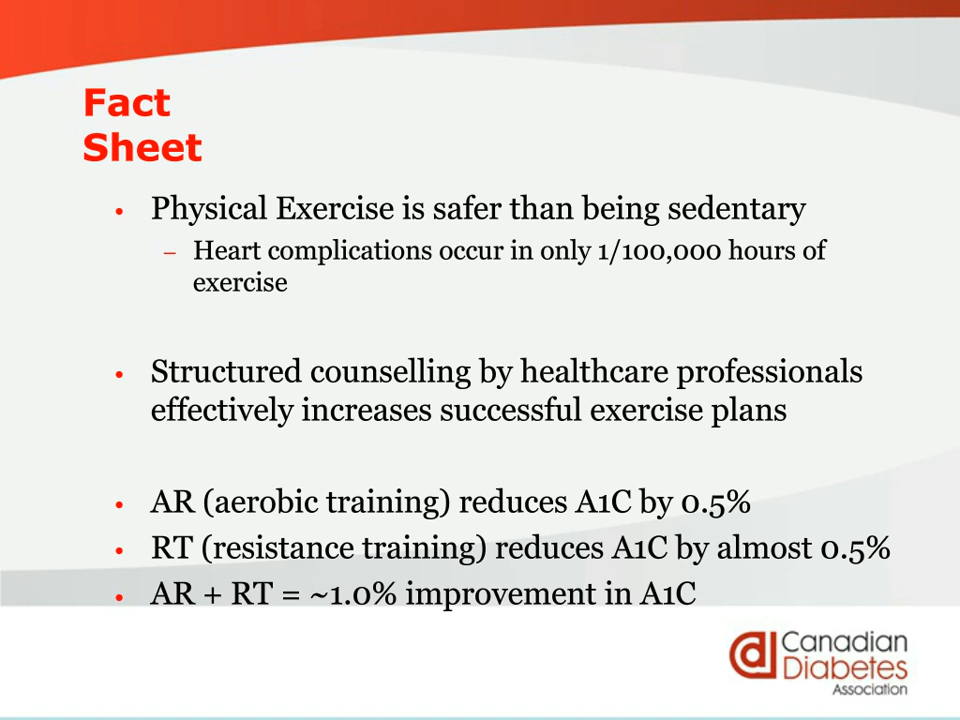 Fact
Sheet
• Physical Exercise is safer than being sedentary
– Heart complications occur in only 1/100,000 hours of
exercise
• Structured counselling by healthcare professionals
effectively increases successful exercise plans
• AR (aerobic training) reduces A1C by 0.5%
• RT (resistance training) reduces A1C by almost 0.5%
• AR + RT = ~1.0% improvement in A1C
Canadian
Diabetes
Association